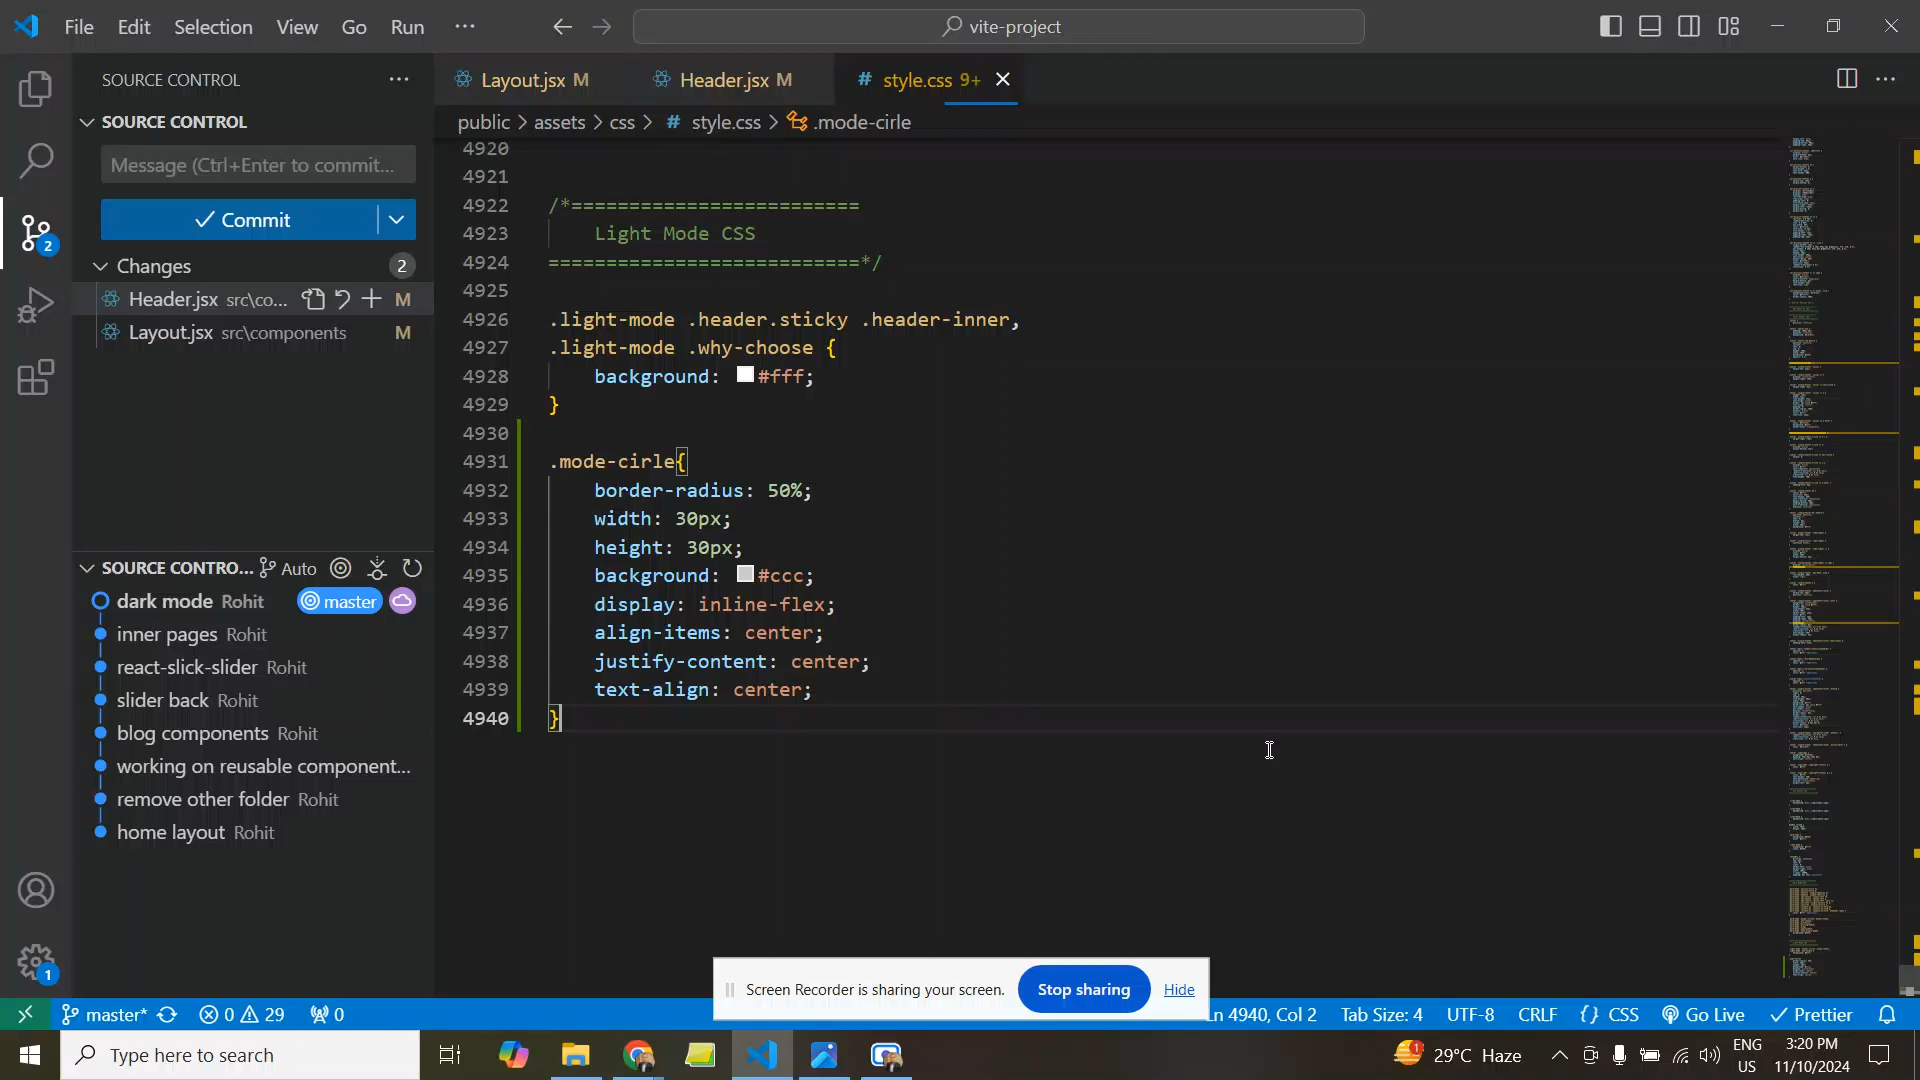 File Edit Selection View Go Run ···
vite-project
SOURCE CONTROL ···
Layout.jsx M
Header.jsx M
# style.css 9+
SOURCE CONTROL
public > assets > css > # style.css > .mode-cirle
Message (Ctrl+Enter to commit...
Commit
Changes 2
Header.jsx src\co... M
Layout.jsx src\components M
4920
4921
4922 /*=========================
4923 Light Mode CSS
4924 ===========================*/
4925
4926 .light-mode .header.sticky .header-inner,
4927 .light-mode .why-choose {
4928 background: #fff;
4929 }
4930
4931 .mode-cirle{
4932 border-radius: 50%;
4933 width: 30px;
4934 height: 30px;
4935 background: #ccc;
4936 display: inline-flex;
4937 align-items: center;
4938 justify-content: center;
4939 text-align: center;
4940 }
2
SOURCE CONTRO... Auto
dark mode Rohit master
inner pages Rohit
react-slick-slider Rohit
slider back Rohit
blog components Rohit
working on reusable component...
remove other folder Rohit
home layout Rohit
1
Screen Recorder is sharing your screen. Stop sharing Hide
master* 0 29 0
Ln 4940, Col 2 Tab Size: 4 UTF-8 CRLF {} CSS Go Live Prettier
Type here to search
1 29°C Haze
ENG
US
3:20 PM
11/10/2024